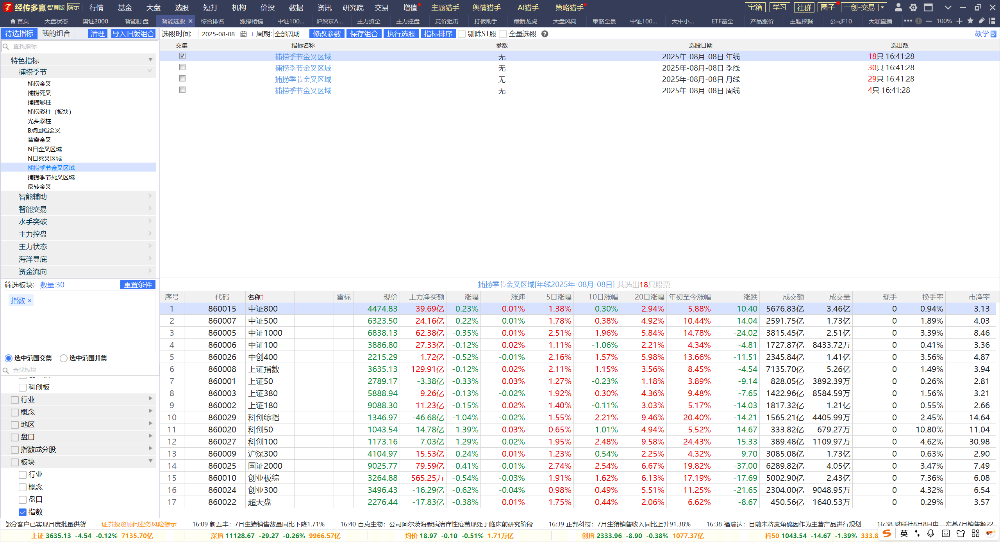 经传多赢 智尊版 演示 行情 基金 大盘 选股 短打 机构 价投 数据 资讯 研究院 交易 增值 主题猎手 舆情猎手 AI猎手 策略猎手 宝箱 学习 社群 圈子 一创-交易
首页 大盘状态 国证2000 智能盯盘 智能选股 综合排名 涨停棱镜 中证100... 沪深京A... 主力资金 主力控盘 竞价狙击 打板助手 最新龙虎 大盘风向 策略全景 中证100... 大中小... ETF基金 产品涨价 主题挖掘 公司F10 大咖直播 ••• 100%
待选指标 我的组合 清理 导入旧版组合 选股时间: - 2025-08-08 + 周期: 全部周期 修改参数 保存组合 执行选股 指标排序 剔除ST股 全量选股 教学
查找指标
交集 指标名称 参数 选股日期 选出数
捕捞季节金叉区域 无 2025年-08月-08日 年线 18只 16:41:28
捕捞季节金叉区域 无 2025年-08月-08日 季线 30只 16:41:28
捕捞季节金叉区域 无 2025年-08月-08日 月线 29只 16:41:28
捕捞季节金叉区域 无 2025年-08月-08日 周线 4只 16:41:28
特色指标
捕捞季节
捕捞金叉
捕捞死叉
捕捞彩柱
捕捞彩柱（板块）
光头彩柱
B点回档金叉
背离金叉
N日金叉区域
N日死叉区域
捕捞季节金叉区域
捕捞季节死叉区域
反转金叉
智能辅助
智能交易
水手突破
主力控盘
主力状态
海洋寻底
资金流向
筛选板块: 数量:30 重置条件
指数 ×
选中范围交集 选中范围并集
查找板块
科创板
行业
概念
地区
盘口
指数成分股
板块
行业
概念
盘口
指数
捕捞季节金叉区域[年线2025年-08月-08日] 共选出18只股票
序号 代码 名称↑ 雷标 现价 主力净买额 涨幅 涨速 5日涨幅 10日涨幅 20日涨幅 年初至今涨幅 涨跌 成交额 成交量 现手 换手率 市净率
1 860015 中证800 4474.83 39.69亿 -0.23% 0.01% 1.38% -0.30% 2.94% 5.88% -10.40 5676.83亿 3.46亿 0 0.94% 3.13
2 860007 中证500 6323.50 24.16亿 -0.22% -0.01% 1.78% 0.38% 4.92% 10.44% -14.04 2591.75亿 1.73亿 0 1.89% 4.03
3 860005 中证1000 6838.13 62.38亿 -0.35% 0.01% 2.51% 1.96% 5.84% 14.78% -24.02 3815.45亿 2.51亿 0 3.39% 8.46
4 860006 中证100 3886.80 27.33亿 -0.12% 0.02% 1.11% -1.06% 2.21% 4.34% -4.81 1727.87亿 8433.72万 0 0.41% 3.36
5 860026 中创400 2215.29 1.72亿 -0.52% -0.01% 2.16% 1.57% 5.98% 13.66% -11.51 2345.84亿 1.41亿 0 3.56% 4.87
6 860008 上证指数 3635.13 129.91亿 -0.12% 0.02% 2.11% 1.15% 3.56% 8.45% -4.54 7135.70亿 5.26亿 0 1.49% 3.94
7 860001 上证50 2789.17 -3.38亿 -0.33% 0.03% 1.27% -0.23% 1.18% 3.89% -9.14 828.05亿 3892.39万 0 0.26% 2.81
8 860003 上证380 5888.94 9.26亿 -0.13% -0.02% 1.92% 0.30% 4.36% 9.48% -7.65 1422.96亿 8584.59万 0 1.56% 3.21
9 860002 上证180 9088.30 11.23亿 -0.15% 0.02% 1.40% -0.11% 3.03% 5.17% -14.03 1817.32亿 1.21亿 0 0.55% 2.66
10 860029 科创综指 1346.97 -46.68亿 -1.04% -0.02% 1.55% 2.21% 9.46% 20.40% -14.21 1565.21亿 4405.99万 0 2.45% 14.64
11 860020 科创50 1043.54 -14.78亿 -1.39% 0.03% 0.65% -1.01% 4.94% 5.52% -14.67 333.82亿 679.27万 0 10.80% 11.04
12 860027 科创100 1173.16 -7.03亿 -1.29% -0.02% 1.95% 2.48% 9.58% 24.43% -15.33 389.48亿 1109.97万 0 4.62% 30.98
13 860009 沪深300 4104.97 15.53亿 -0.24% 0.01% 1.23% -0.54% 2.25% 4.32% -9.70 3085.08亿 1.73亿 0 0.63% 2.90
14 860025 国证2000 9025.77 79.59亿 -0.41% -0.01% 2.74% 2.54% 6.67% 19.82% -37.00 6289.82亿 4.05亿 0 3.47% 7.49
15 860010 创业板综 3264.88 565.25万 -0.54% -0.03% 1.91% 1.62% 6.13% 17.19% -17.69 5002.90亿 2.43亿 0 7.36% 6.08
16 860024 创业300 3496.43 -16.29亿 -0.62% -0.04% 0.98% 0.49% 5.51% 11.25% -21.65 2304.00亿 9048.95万 0 4.32% 6.54
17 860022 超大盘 2276.44 -17.83亿 -0.38% 0.01% 1.75% 0.44% 2.06% 6.62% -8.67 450.56亿 1640.53万 0 0.29% 3.57
部分客户已实现月度批量供货 证券投资顾问业务风险提示 16:09 新五丰：7月生猪销售数量同比下降1.71% 16:40 百克生物：公司阿尔茨海默病治疗性疫苗现处于临床前研究阶段 16:39 正邦科技：7月生猪销售收入同比上升91.38% 16:38 福瑞达：目前未将麦角硫因作为主营产品进行规划 16:38 财联社8月8日电，宏碁7月销售额22
上证 3635.13 -4.54 -0.12% 7135.70亿 深指 11128.67 -29.27 -0.26% 9966.57亿 均价 18.97 -0.10 -0.51% 1.71万亿 创指 2333.96 -8.90 -0.38% 1077.37亿 科50 1043.54 -14.67 -1.39% 333.8 英